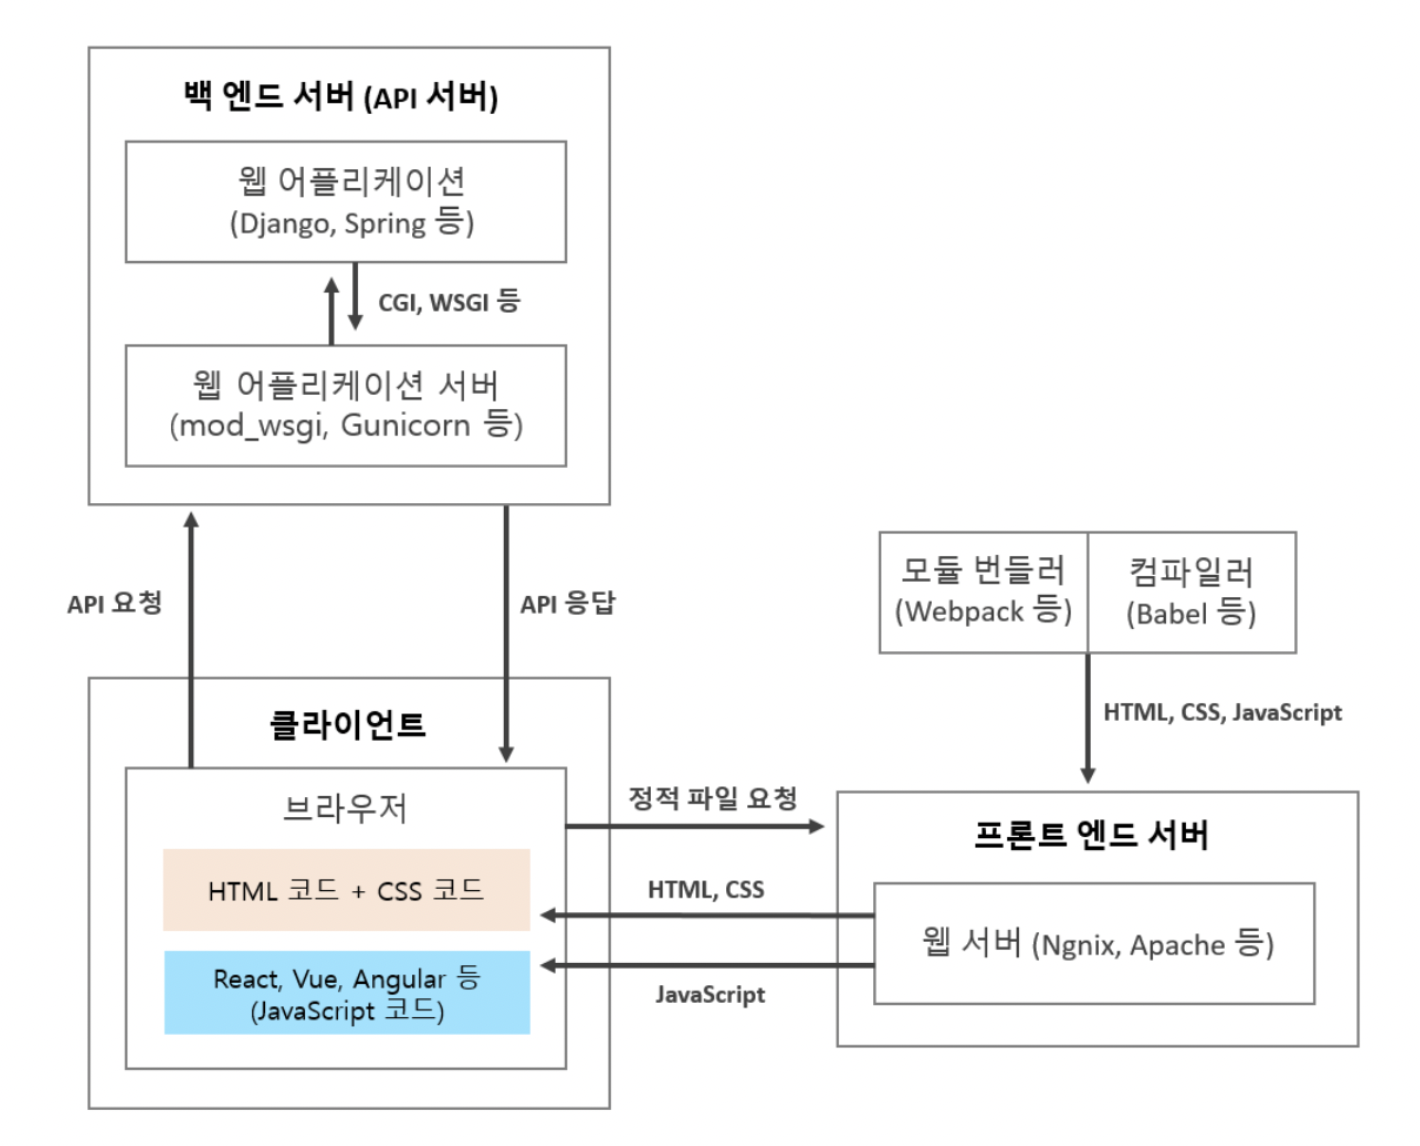 백 엔드 서버 (API 서버)
웹 어플리케이션
(Django, Spring 등)
CGI, WSGI 등
웹 어플리케이션 서버
(mod_wsgi, Gunicorn 등)
API 요청
API 응답
모듈 번들러
(Webpack 등)
컴파일러
(Babel 등)
HTML, CSS, JavaScript
클라이언트
브라우저
HTML 코드 + CSS 코드
React, Vue, Angular 등
(JavaScript 코드)
정적 파일 요청
HTML, CSS
JavaScript
프론트 엔드 서버
웹 서버 (Ngnix, Apache 등)